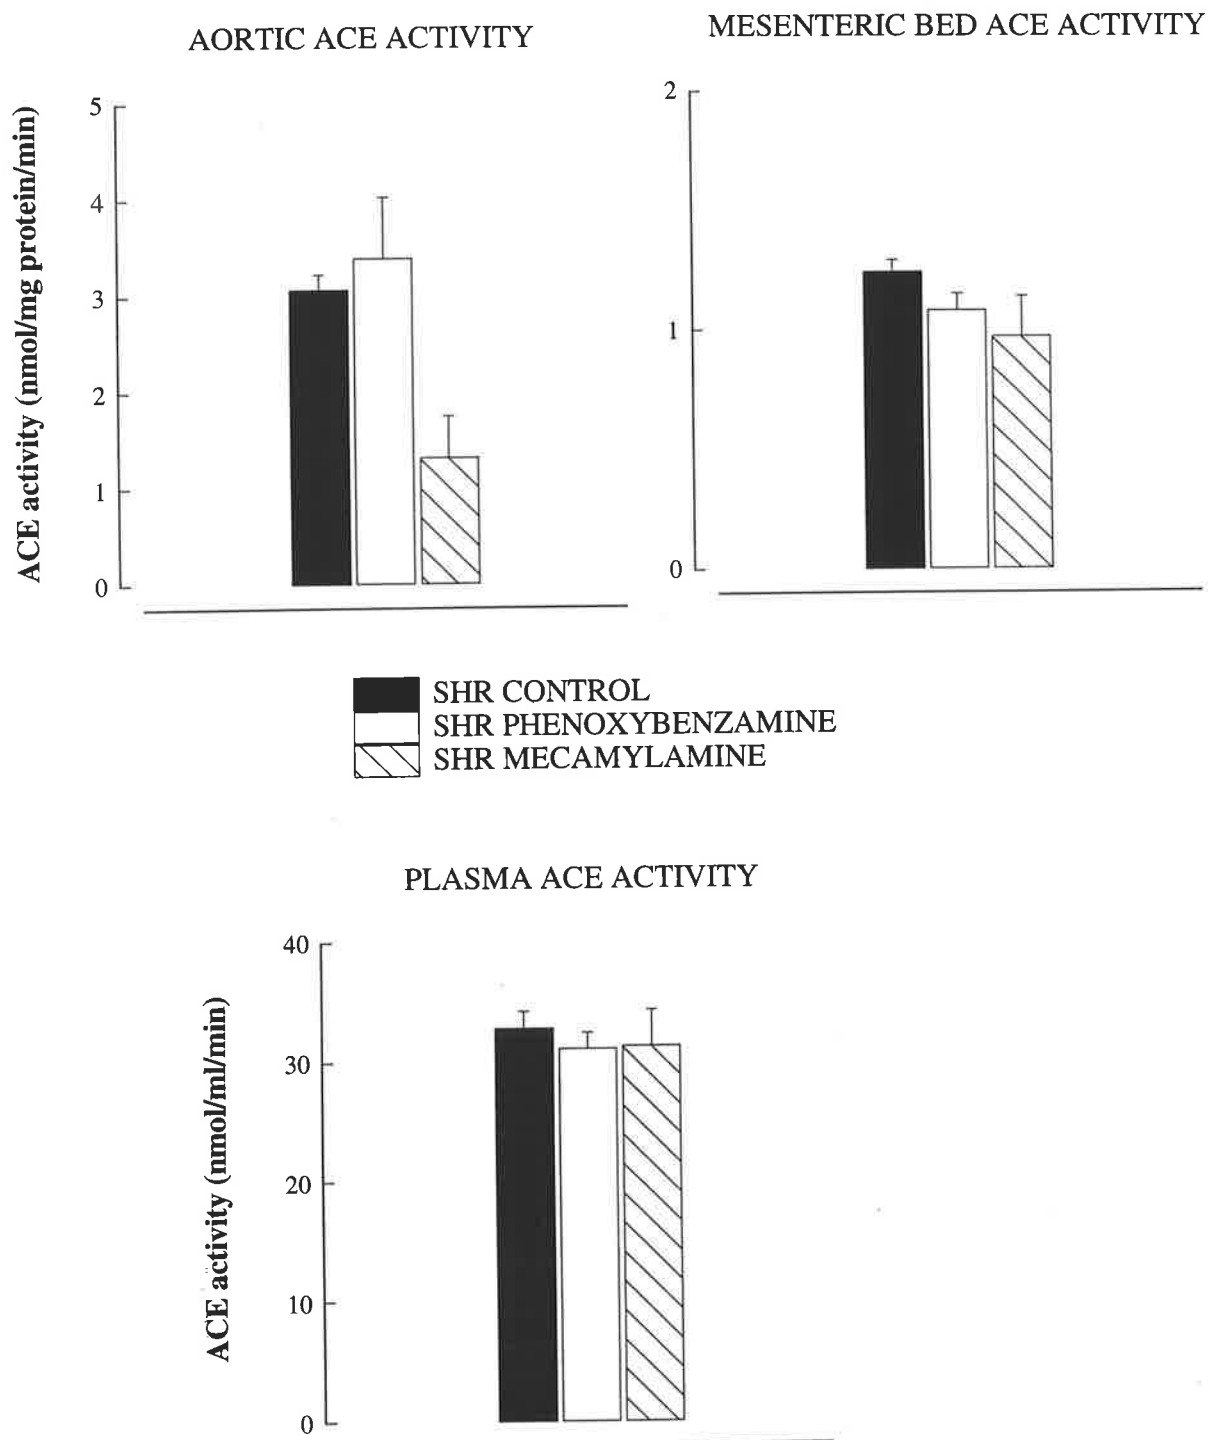 AORTIC ACE ACTIVITY
ACE activity (nmol/mg protein/min)
5
4
3
2
1
0
MESENTERIC BED ACE ACTIVITY
2
1
0
SHR CONTROL
SHR PHENOXYBENZAMINE
SHR MECAMYLAMINE
PLASMA ACE ACTIVITY
ACE activity (nmol/ml/min)
40
30
20
10
0